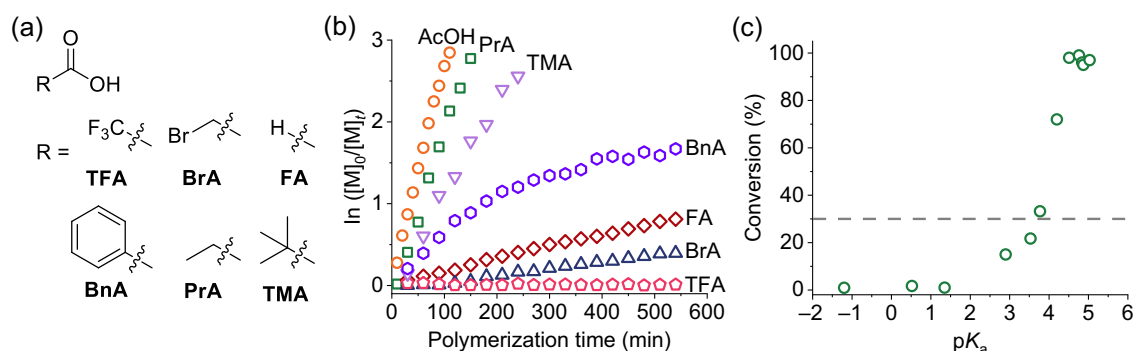 (a)
O
R
OH
R =
F₃C
TFA
Br
BrA
H
FA
BnA
PrA
TMA
(b)
ln ([M]₀/[M]ₜ)
3
2
1
0
AcOH
PrA
TMA
BnA
FA
BrA
TFA
0 100 200 300 400 500 600
Polymerization time (min)
(c)
Conversion (%)
100
80
60
40
20
0
−2 −1 0 1 2 3 4 5 6
pKₐ